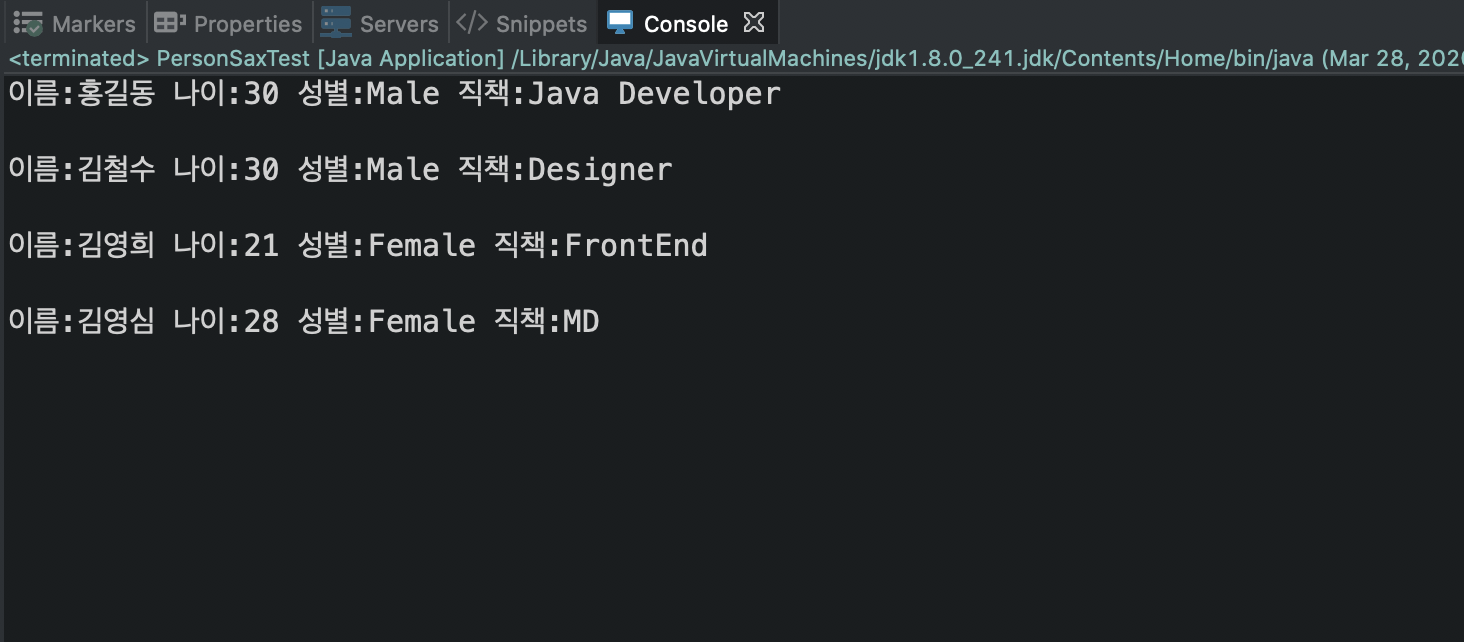 Markers Properties Servers Snippets Console
<terminated> PersonSaxTest [Java Application] /Library/Java/JavaVirtualMachines/jdk1.8.0_241.jdk/Contents/Home/bin/java (Mar 28, 2020
이름:홍길동 나이:30 성별:Male 직책:Java Developer
이름:김철수 나이:30 성별:Male 직책:Designer
이름:김영희 나이:21 성별:Female 직책:FrontEnd
이름:김영심 나이:28 성별:Female 직책:MD